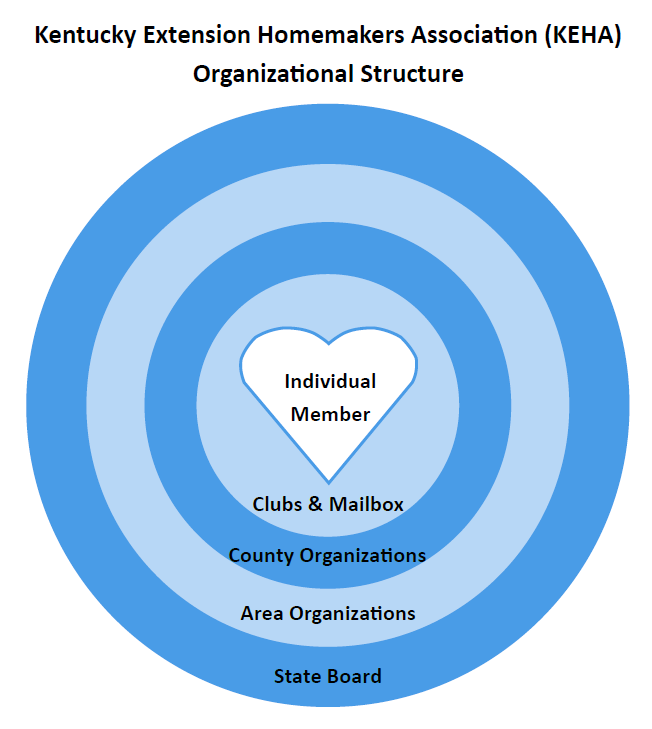 Kentucky Extension Homemakers Association (KEHA)
Organizational Structure
Individual
Member
Clubs & Mailbox
County Organizations
Area Organizations
State Board